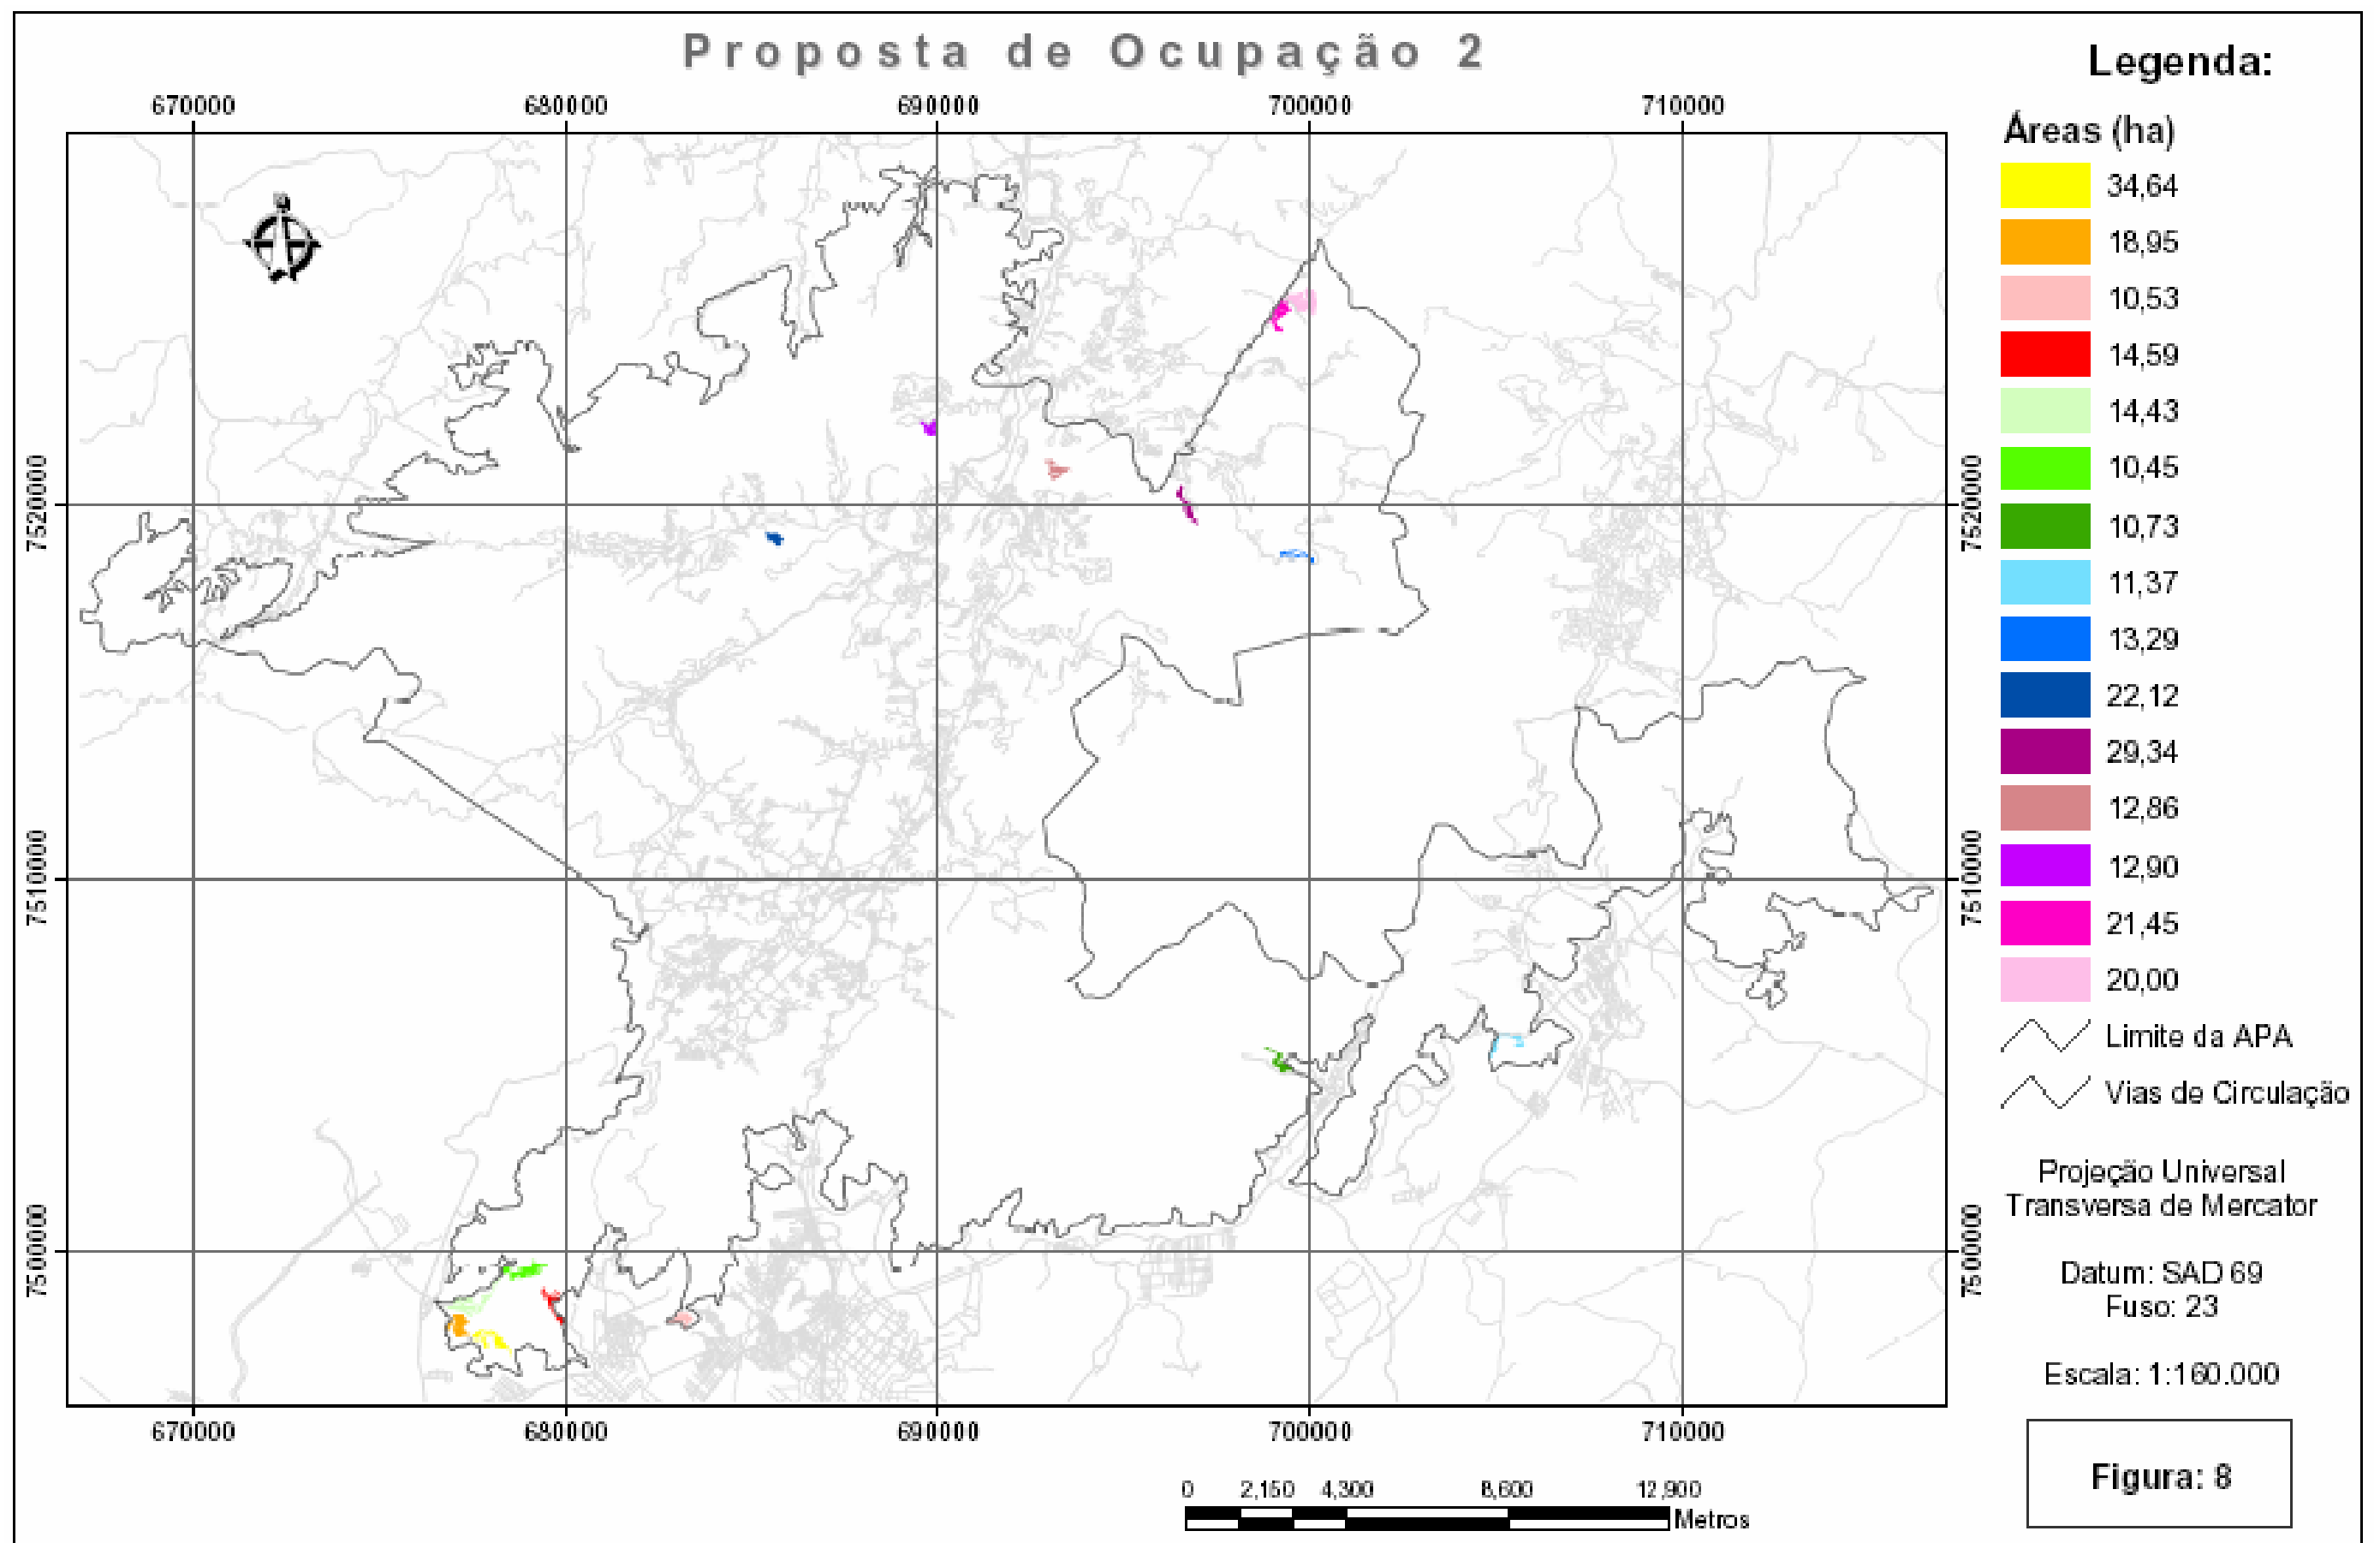 Proposta de Ocupação 2
670000 680000 690000 700000 710000
7520000 7520000
7510000 7510000
7500000 7500000
670000 680000 690000 700000 710000
0 2,150 4,300 8,600 12,900
Metros
Legenda:
Áreas (ha)
34,64
18,95
10,53
14,59
14,43
10,45
10,73
11,37
13,29
22,12
29,34
12,86
12,90
21,45
20,00
Limite da APA
Vias de Circulação
Projeção Universal
Transversa de Mercator
Datum: SAD 69
Fuso: 23
Escala: 1:160.000
Figura: 8